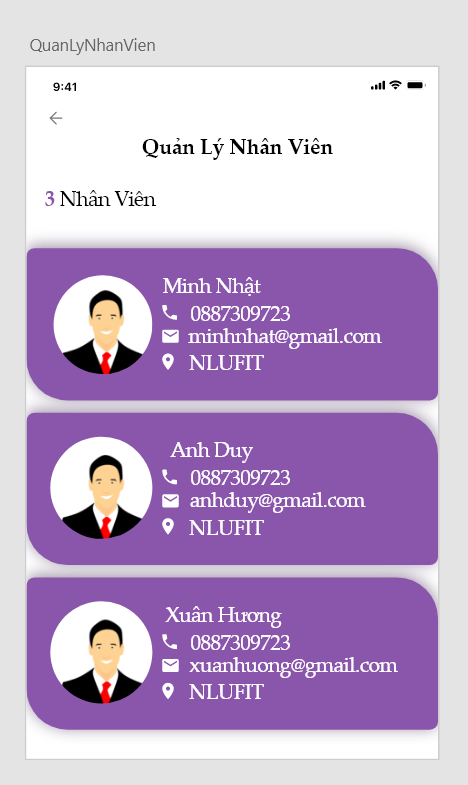 QuanLyNhanVien
9:41
Quản Lý Nhân Viên
3 Nhân Viên
Minh Nhật
0887309723
minhnhat@gmail.com
NLUFIT
Anh Duy
0887309723
anhduy@gmail.com
NLUFIT
Xuân Hương
0887309723
xuanhuong@gmail.com
NLUFIT